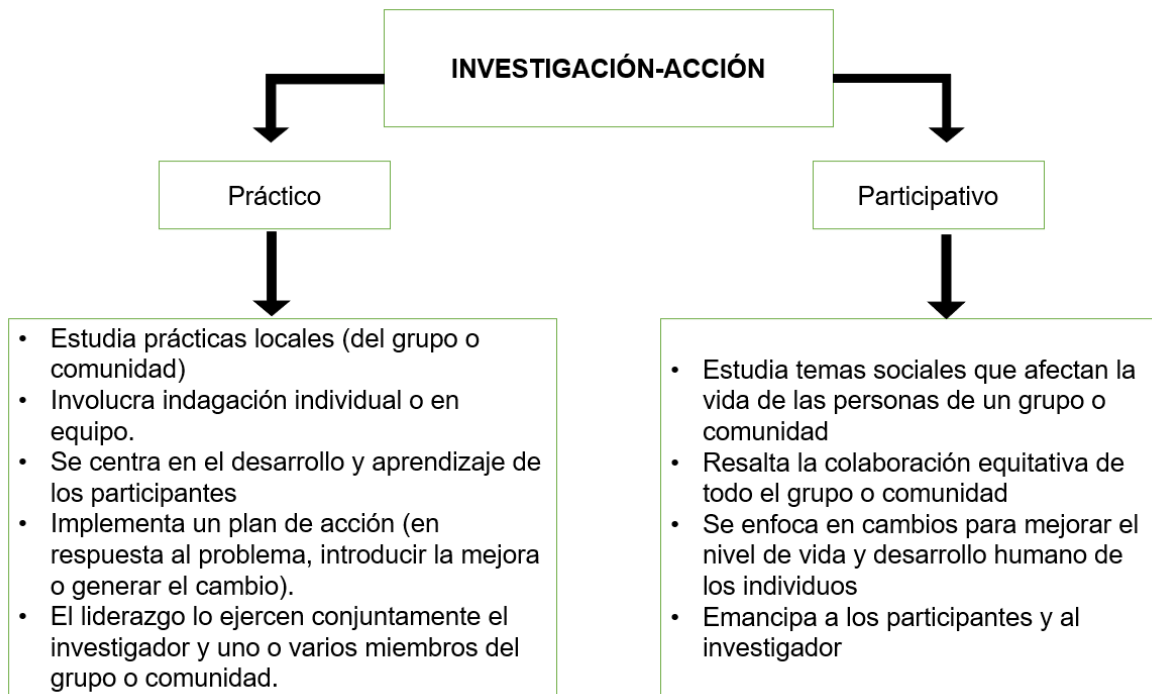 INVESTIGACIÓN-ACCIÓN
Práctico
Participativo
• Estudia prácticas locales (del grupo o
comunidad)
• Involucra indagación individual o en
equipo.
• Se centra en el desarrollo y aprendizaje de
los participantes
• Implementa un plan de acción (en
respuesta al problema, introducir la mejora
o generar el cambio).
• El liderazgo lo ejercen conjuntamente el
investigador y uno o varios miembros del
grupo o comunidad.
• Estudia temas sociales que afectan la
vida de las personas de un grupo o
comunidad
• Resalta la colaboración equitativa de
todo el grupo o comunidad
• Se enfoca en cambios para mejorar el
nivel de vida y desarrollo humano de
los individuos
• Emancipa a los participantes y al
investigador